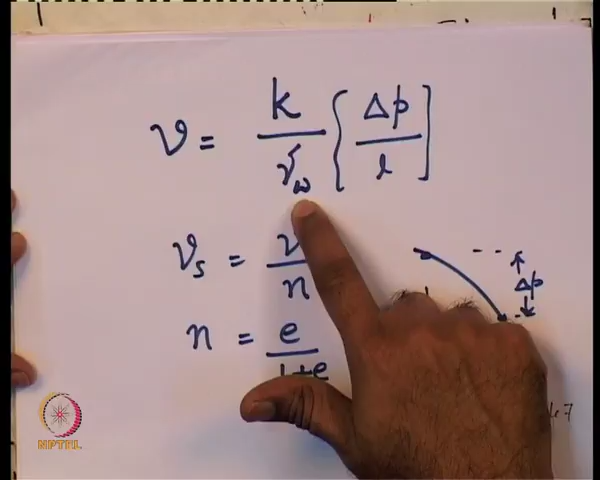 v = k / γw { Δp / l ]
vs = v / n
Δp
n = e / 1+e
NPTEL